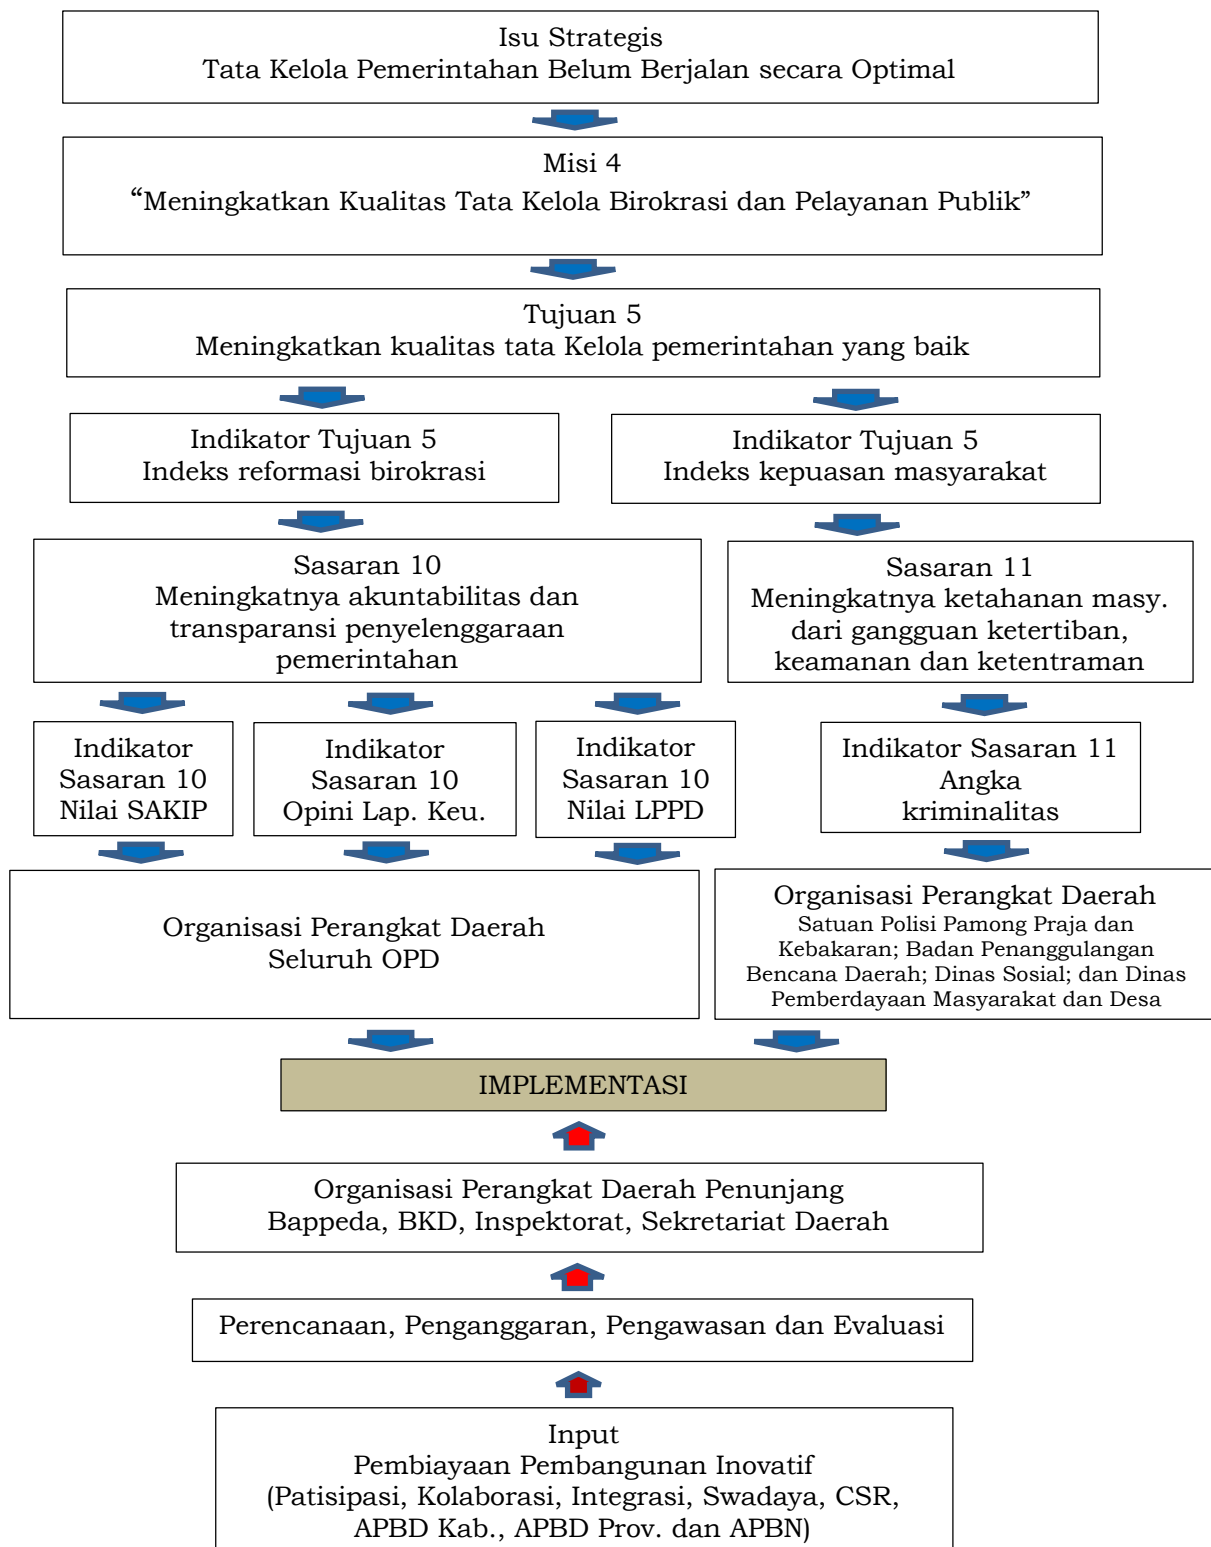 Isu Strategis
Tata Kelola Pemerintahan Belum Berjalan secara Optimal
Misi 4
“Meningkatkan Kualitas Tata Kelola Birokrasi dan Pelayanan Publik”
Tujuan 5
Meningkatkan kualitas tata Kelola pemerintahan yang baik
Indikator Tujuan 5
Indeks reformasi birokrasi
Indikator Tujuan 5
Indeks kepuasan masyarakat
Sasaran 10
Meningkatnya akuntabilitas dan
transparansi penyelenggaraan
pemerintahan
Sasaran 11
Meningkatnya ketahanan masy.
dari gangguan ketertiban,
keamanan dan ketentraman
Indikator
Sasaran 10
Nilai SAKIP
Indikator
Sasaran 10
Opini Lap. Keu.
Indikator
Sasaran 10
Nilai LPPD
Indikator Sasaran 11
Angka
kriminalitas
Organisasi Perangkat Daerah
Seluruh OPD
Organisasi Perangkat Daerah
Satuan Polisi Pamong Praja dan
Kebakaran; Badan Penanggulangan
Bencana Daerah; Dinas Sosial; dan Dinas
Pemberdayaan Masyarakat dan Desa
IMPLEMENTASI
Organisasi Perangkat Daerah Penunjang
Bappeda, BKD, Inspektorat, Sekretariat Daerah
Perencanaan, Penganggaran, Pengawasan dan Evaluasi
Input
Pembiayaan Pembangunan Inovatif
(Patisipasi, Kolaborasi, Integrasi, Swadaya, CSR,
APBD Kab., APBD Prov. dan APBN)